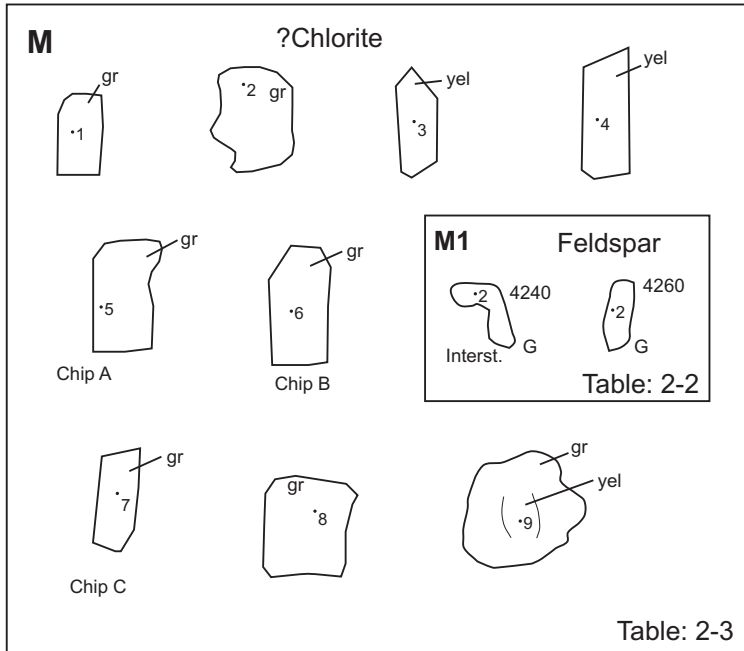 M
?Chlorite
gr
•1
•2 gr
yel
•3
yel
•4
gr
•5
Chip A
gr
•6
Chip B
M1 Feldspar
•2 4240
Interst. G
4260
•2
G
Table: 2-2
gr
•7
Chip C
gr
•8
gr
yel
•9
Table: 2-3